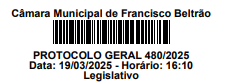 Câmara Municipal de Francisco Beltrão
PROTOCOLO GERAL 480/2025
Data: 19/03/2025 - Horário: 16:10
Legislativo